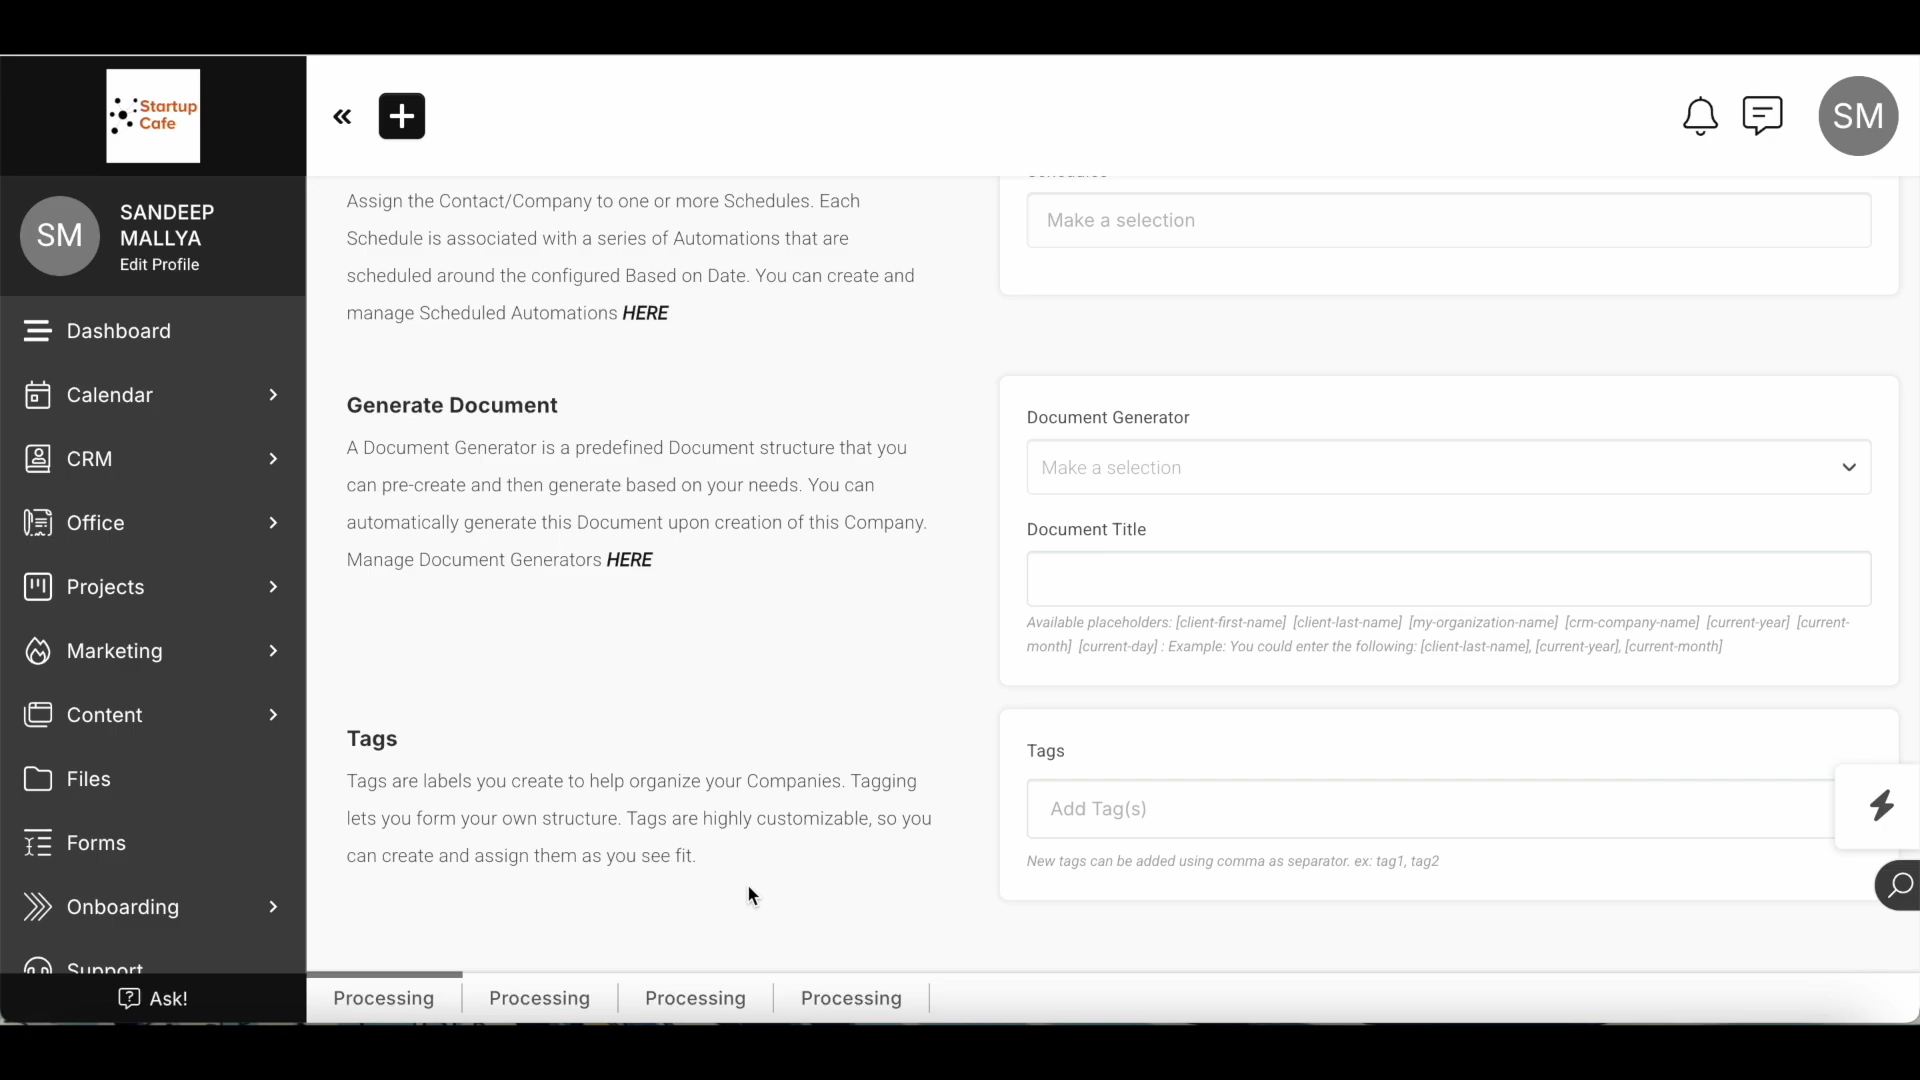 Startup
Cafe
SM
SM
SANDEEP
MALLYA
Edit Profile
Dashboard
Calendar
CRM
Office
Projects
Marketing
Content
Files
Forms
Onboarding
Support
Ask!
Assign the Contact/Company to one or more Schedules. Each
Schedule is associated with a series of Automations that are
scheduled around the configured Based on Date. You can create and
manage Scheduled Automations HERE
Schedules
Make a selection
Generate Document
A Document Generator is a predefined Document structure that you
can pre-create and then generate based on your needs. You can
automatically generate this Document upon creation of this Company.
Manage Document Generators HERE
Document Generator
Make a selection
Document Title
Available placeholders: [client-first-name] [client-last-name] [my-organization-name] [crm-company-name] [current-year] [current-
month] [current-day] : Example: You could enter the following: [client-last-name], [current-year], [current-month]
Tags
Tags are labels you create to help organize your Companies. Tagging
lets you form your own structure. Tags are highly customizable, so you
can create and assign them as you see fit.
Tags
Add Tag(s)
New tags can be added using comma as separator. ex: tag1, tag2
Processing
Processing
Processing
Processing